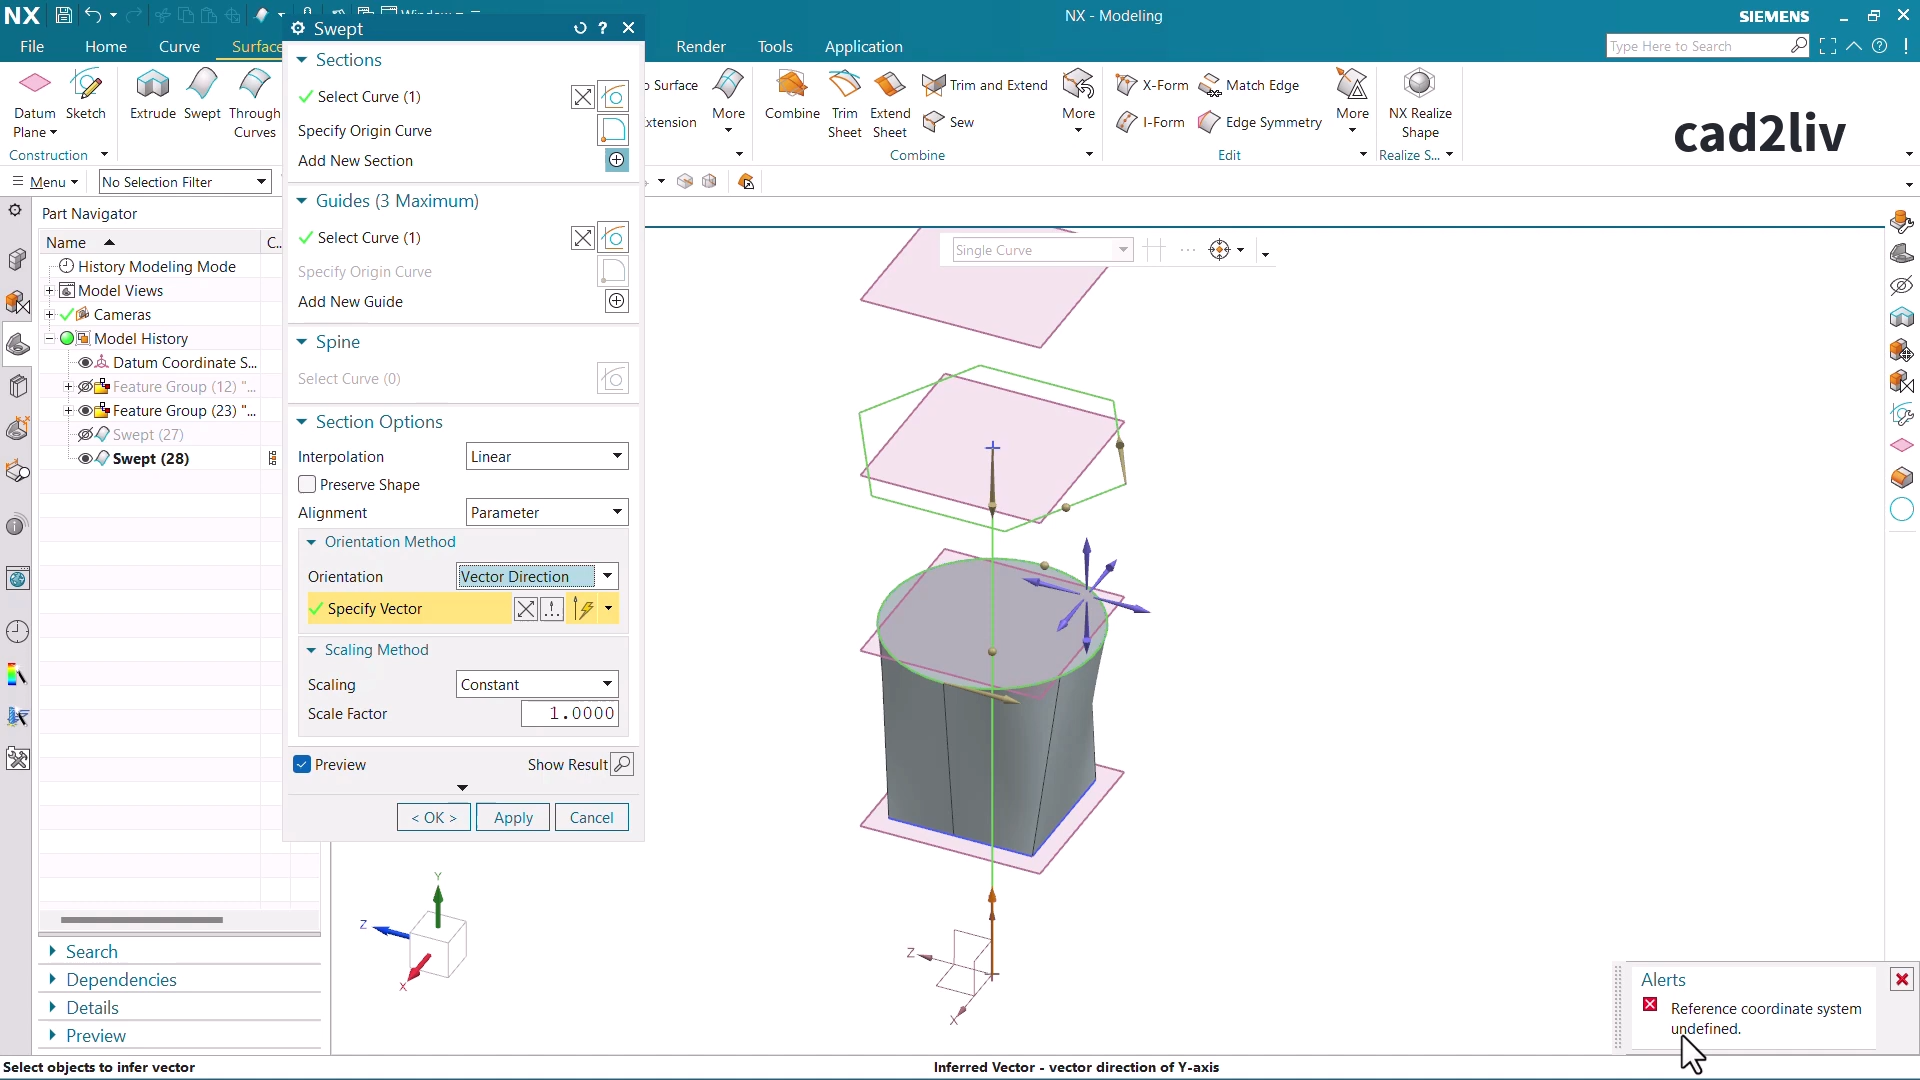 NX
Window
Swept
NX - Modeling
SIEMENS
File
Home
Curve
Surface
Render
Tools
Application
Type Here to Search
Datum
Plane
Sketch
Extrude
Swept
Through
Curves
Surface
More
Combine
Trim
Sheet
Extend
Sheet
Trim and Extend
Sew
More
X-Form
Match Edge
I-Form
Edge Symmetry
More
NX Realize
Shape
Construction
Combine
Edit
Realize S...
cad2liv
Menu
No Selection Filter
Sections
Select Curve (1)
Specify Origin Curve
Add New Section
Guides (3 Maximum)
Select Curve (1)
Specify Origin Curve
Add New Guide
Spine
Select Curve (0)
Section Options
Interpolation
Linear
Preserve Shape
Alignment
Parameter
Orientation Method
Orientation
Vector Direction
Specify Vector
Scaling Method
Scaling
Constant
Scale Factor
1.0000
Preview
Show Result
< OK >
Apply
Cancel
Part Navigator
Name
C..
History Modeling Mode
Model Views
Cameras
Model History
Datum Coordinate S...
Feature Group (12) "...
Feature Group (23) "...
Swept (27)
Swept (28)
Search
Dependencies
Details
Preview
Single Curve
Y
Z
X
Z
X
Alerts
Reference coordinate system
undefined.
Select objects to infer vector
Inferred Vector - vector direction of Y-axis